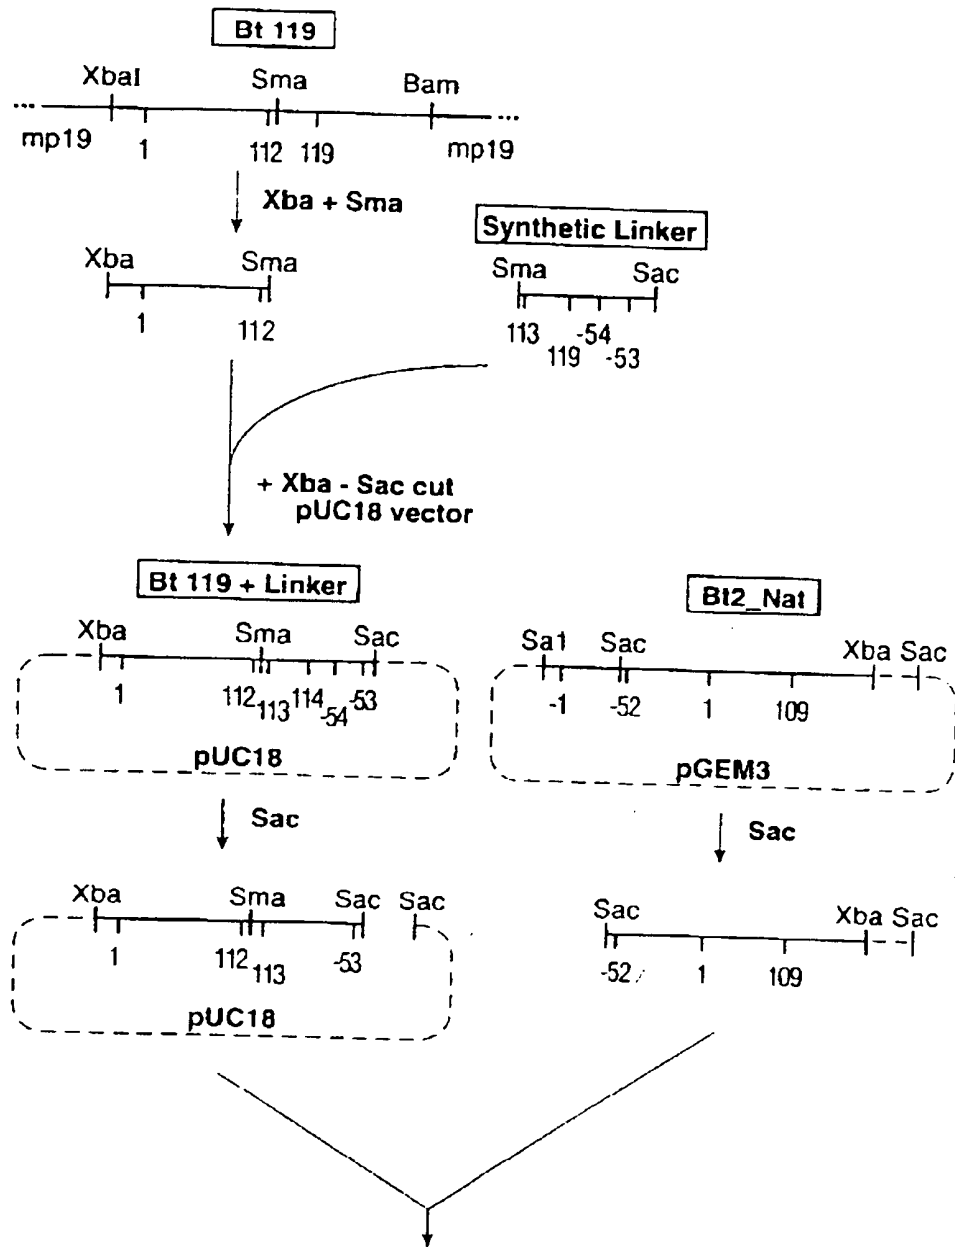 Bt 119
XbaI Sma Bam
... ...
mp19 1 112 119 mp19
Xba + Sma
Synthetic Linker
Xba Sma
Sma Sac
1 112
113 119 -54 -53
+ Xba - Sac cut
pUC18 vector
Bt 119 + Linker
Bt2_Nat
Xba Sma Sac
Sa1 Sac Xba Sac
1 112 113 114 -54 -53
-1 -52 1 109
pUC18
pGEM3
Sac
Sac
Xba Sma Sac Sac
Sac Xba Sac
1 112 113 -53
-52 1 109
pUC18